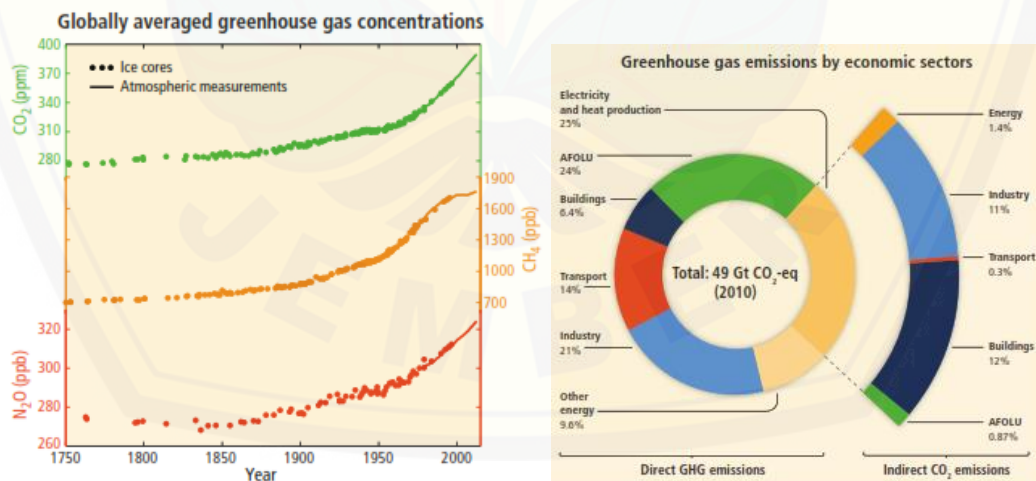 Globally averaged greenhouse gas concentrations
400
370
340
310
280
CO₂ (ppm)
Ice cores
Atmospheric measurements
1900
1600
1300
1000
700
CH₄ (ppb)
320
300
280
260
N₂O (ppb)
1750
1800
1850
1900
1950
2000
Year
Greenhouse gas emissions by economic sectors
Electricity
and heat production
25%
AFOLU
24%
Buildings
6.4%
Transport
14%
Industry
21%
Other
energy
9.6%
Total: 49 Gt CO₂-eq
(2010)
Energy
1.4%
Industry
11%
Transport
0.3%
Buildings
12%
AFOLU
0.87%
Direct GHG emissions
Indirect CO₂ emissions
JEMBER